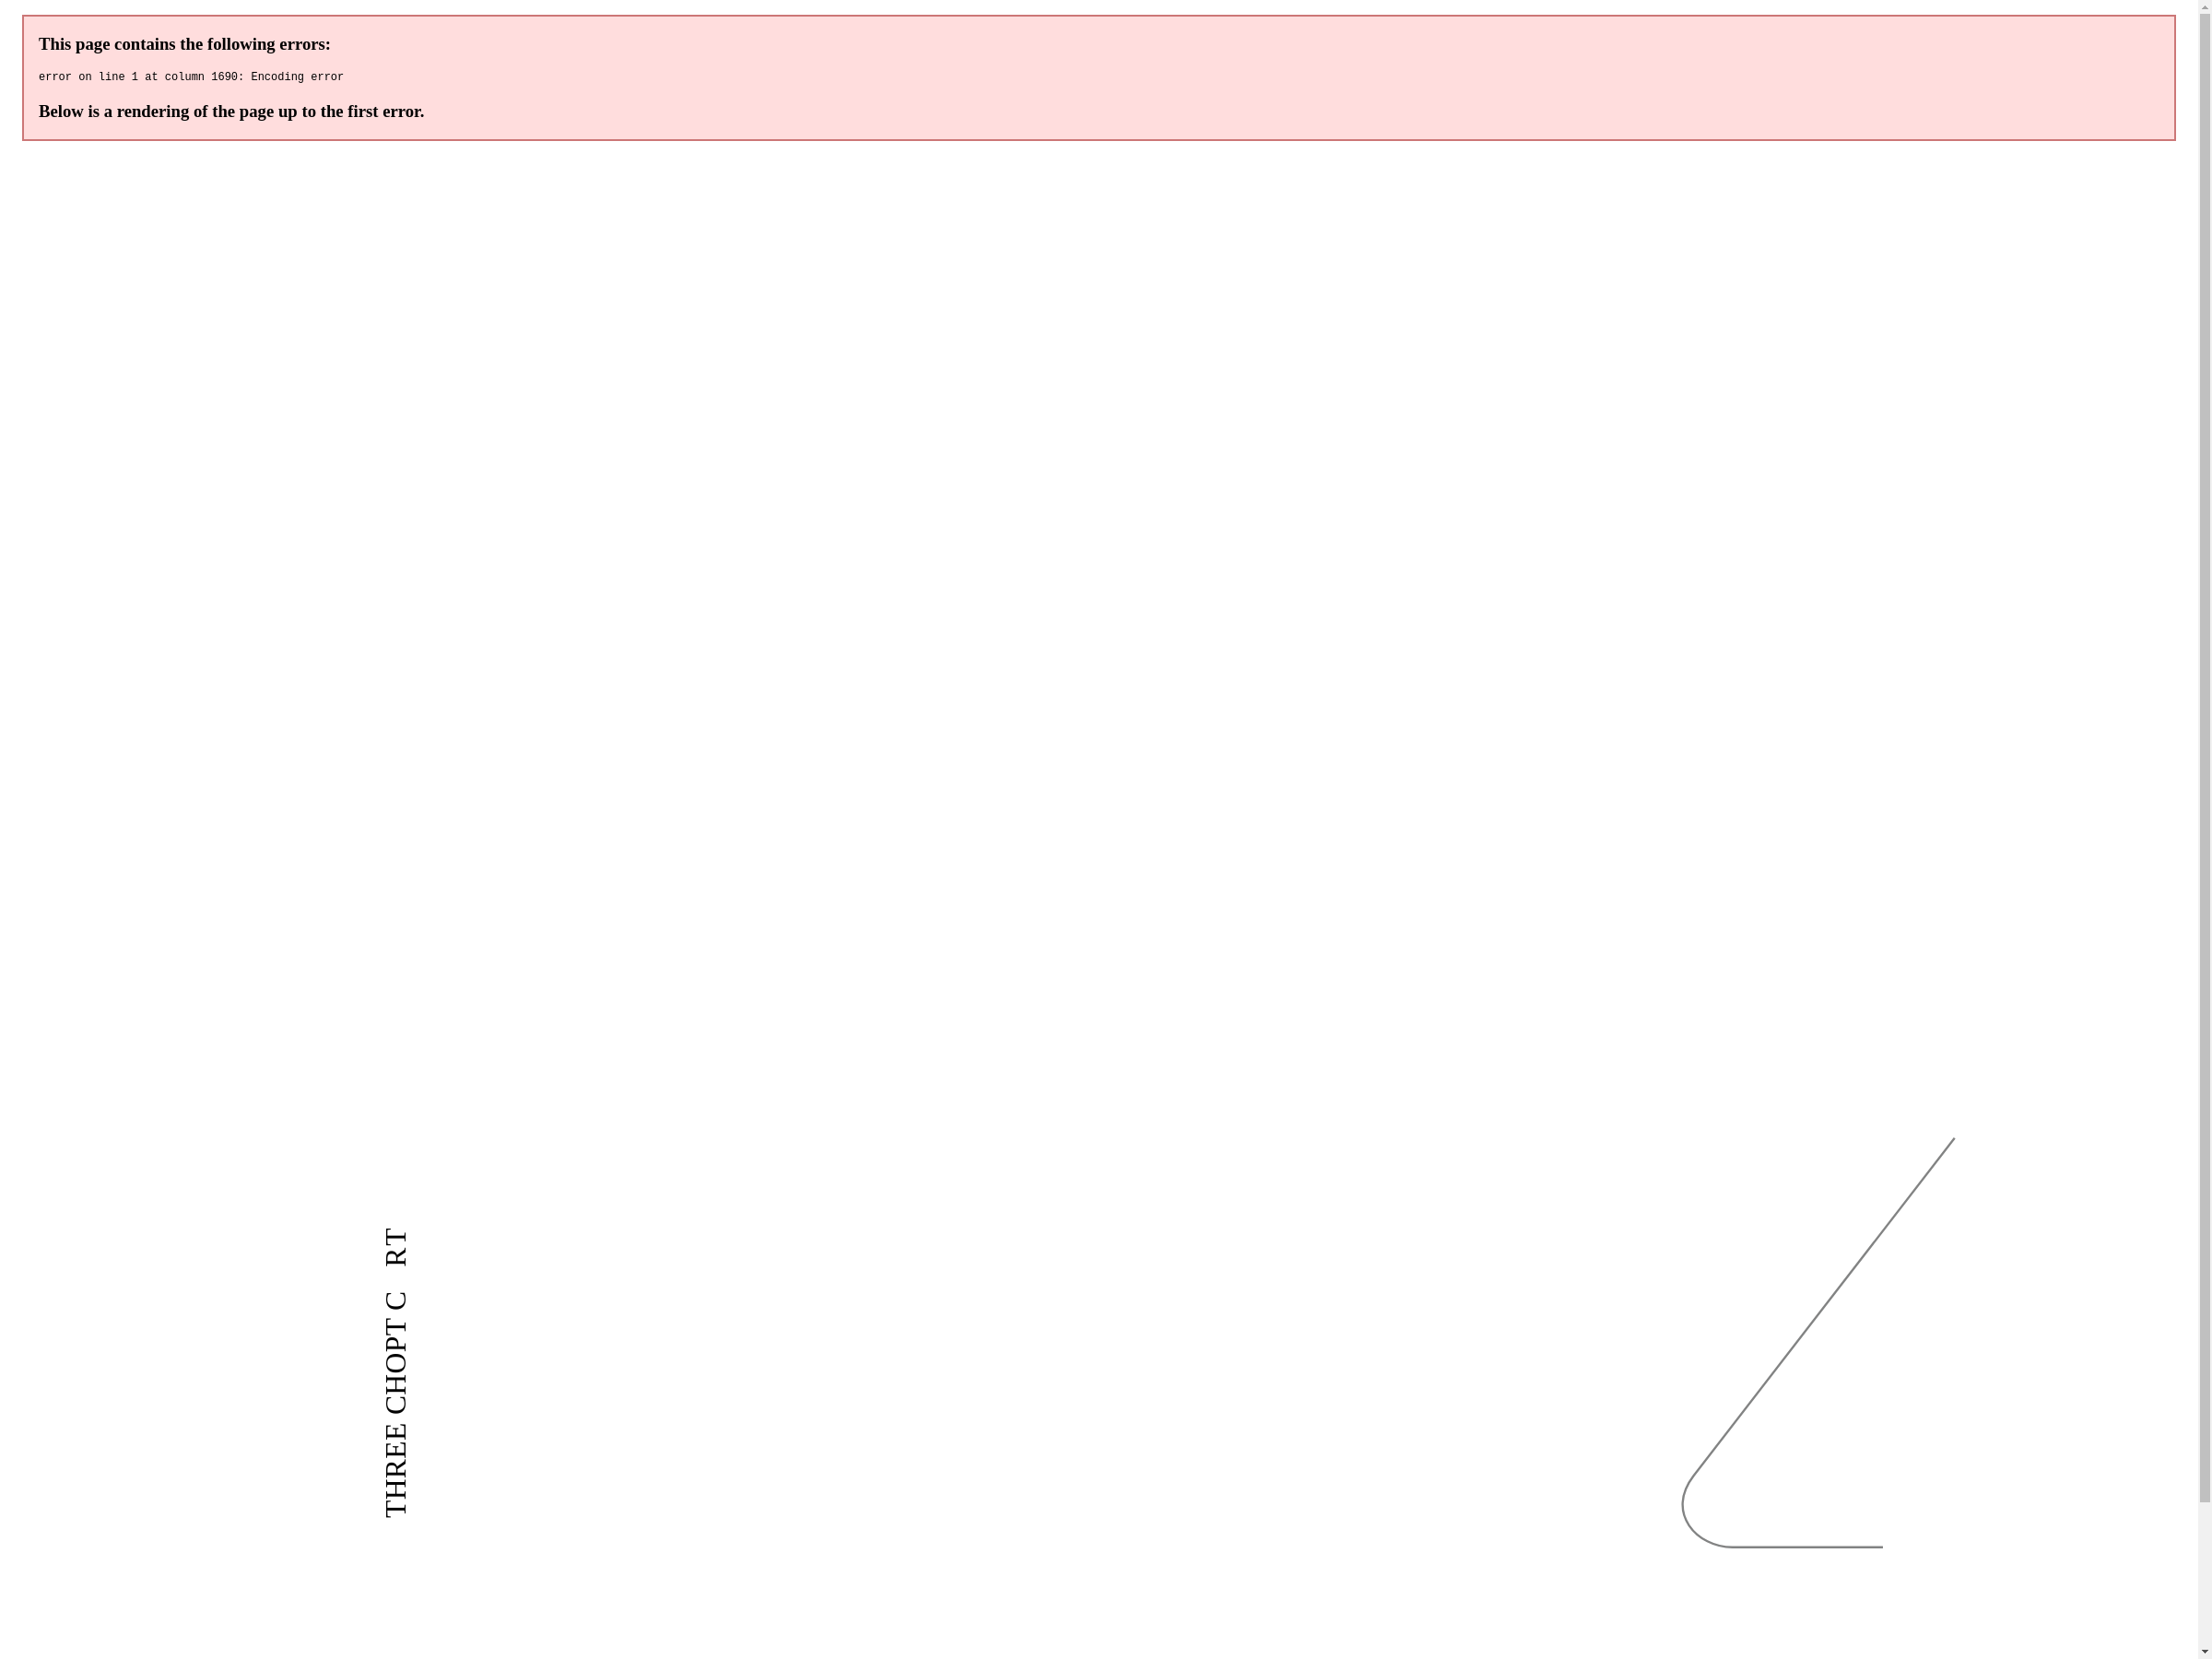 This page contains the following errors:
error on line 1 at column 1690: Encoding error
Below is a rendering of the page up to the first error.
THREE CHOPT C RT